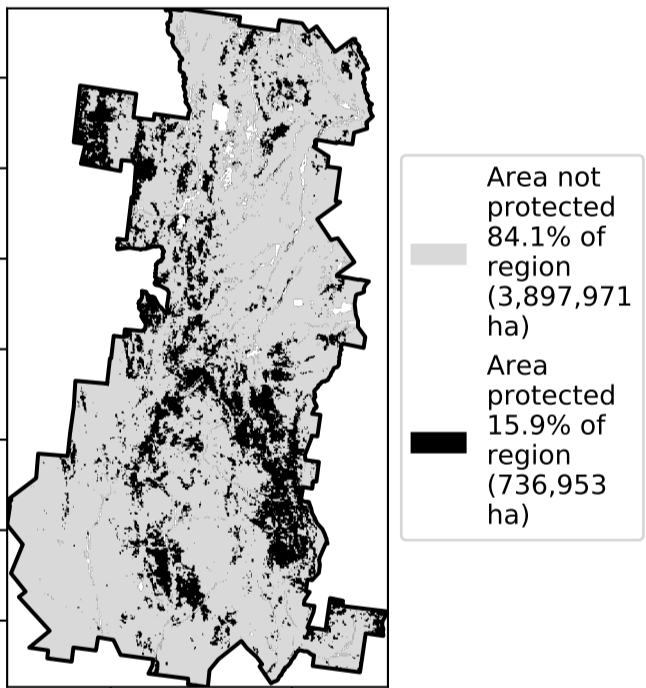 Area not
protected
84.1% of
region
(3,897,971
ha)
Area
protected
15.9% of
region
(736,953
ha)